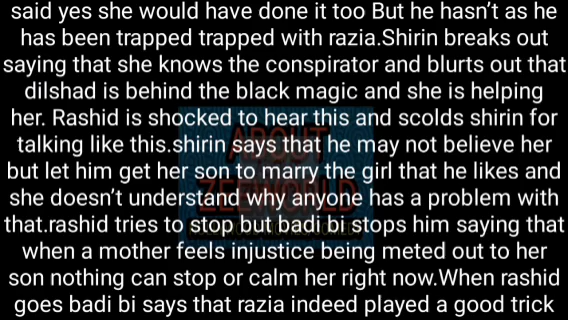 said yes she would have done it too But he hasn't as he
has been trapped trapped with razia.Shirin breaks out
saying that she knows the conspirator and blurts out that
dilshad is behind the black magic and she is helping
her. Rashid is shocked to hear this and scolds shirin for
talking like this.shirin says that he may not believe her
but let him get her son to marry the girl that he likes and
she doesn't understand why anyone has a problem with
that.rashid tries to stop but badi bi stops him saying that
when a mother feels injustice being meted out to her
son nothing can stop or calm her right now.When rashid
goes badi bi says that razia indeed played a good trick
ABOUT
ZEEWORLD